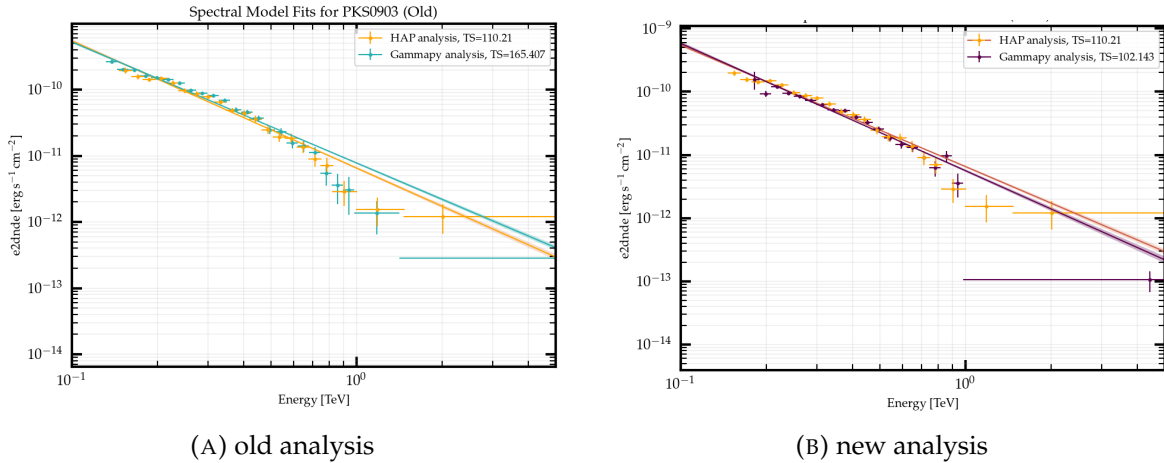 Spectral Model Fits for PKS0903 (Old)
HAP analysis, TS=110.21
Gammapy analysis, TS=165.407
e2dnde [erg s⁻¹ cm⁻²]
10⁻¹⁰
10⁻¹¹
10⁻¹²
10⁻¹³
10⁻¹⁴
10⁻¹
10⁰
Energy [TeV]
(A) old analysis
HAP analysis, TS=110.21
Gammapy analysis, TS=102.143
e2dnde [erg s⁻¹ cm⁻²]
10⁻⁹
10⁻¹⁰
10⁻¹¹
10⁻¹²
10⁻¹³
10⁻¹⁴
10⁻¹
10⁰
Energy [TeV]
(B) new analysis